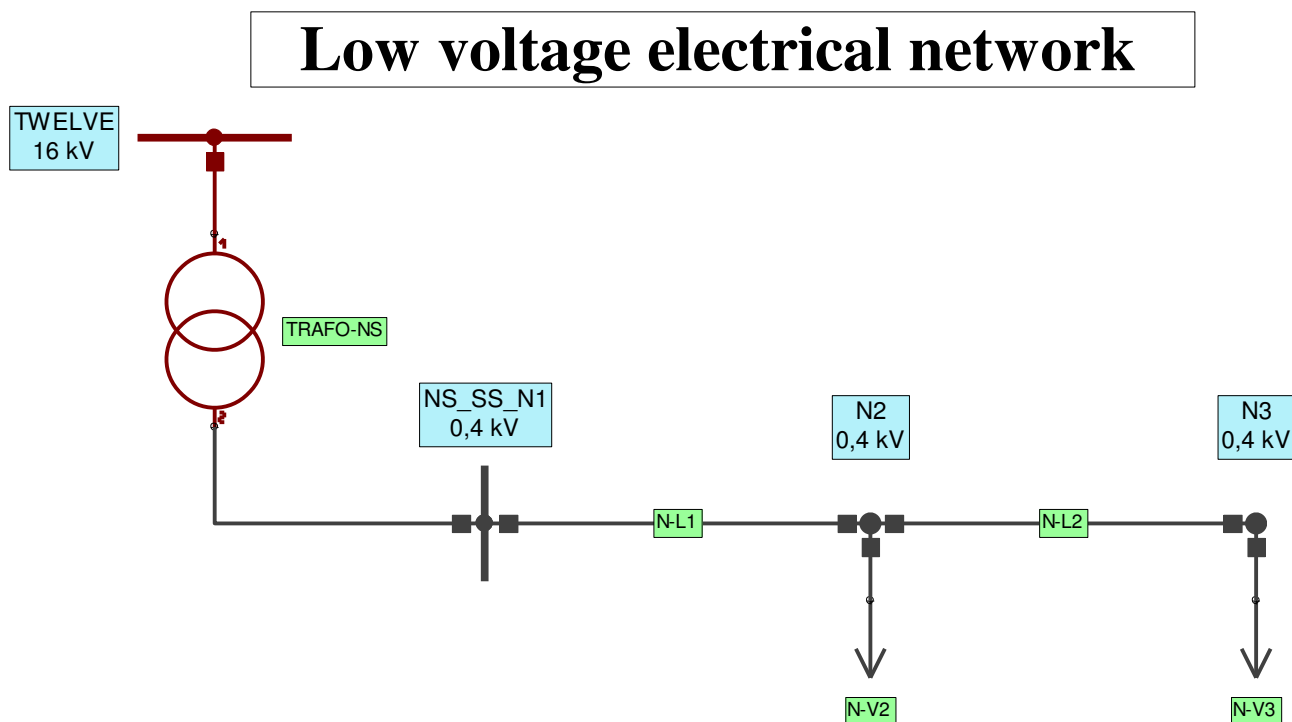 Low voltage electrical network
TWELVE
16 kV
1
TRAFO-NS
2
NS_SS_N1
0,4 kV
N2
0,4 kV
N3
0,4 kV
N-L1
N-L2
N-V2
N-V3